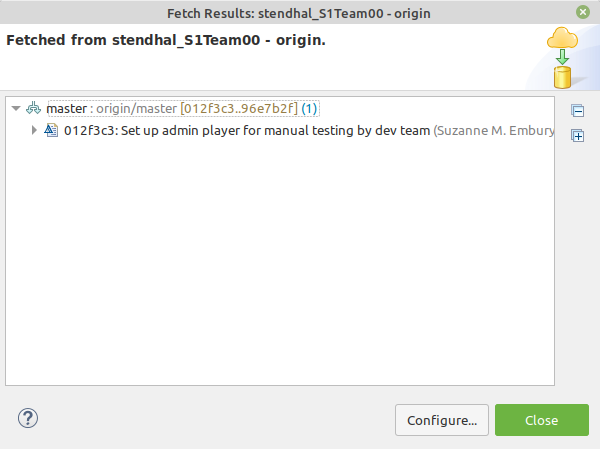 Fetch Results: stendhal_S1Team00 - origin
Fetched from stendhal_S1Team00 - origin.
master : origin/master [012f3c3..96e7b2f] (1)
012f3c3: Set up admin player for manual testing by dev team (Suzanne M. Embury
Configure...
Close